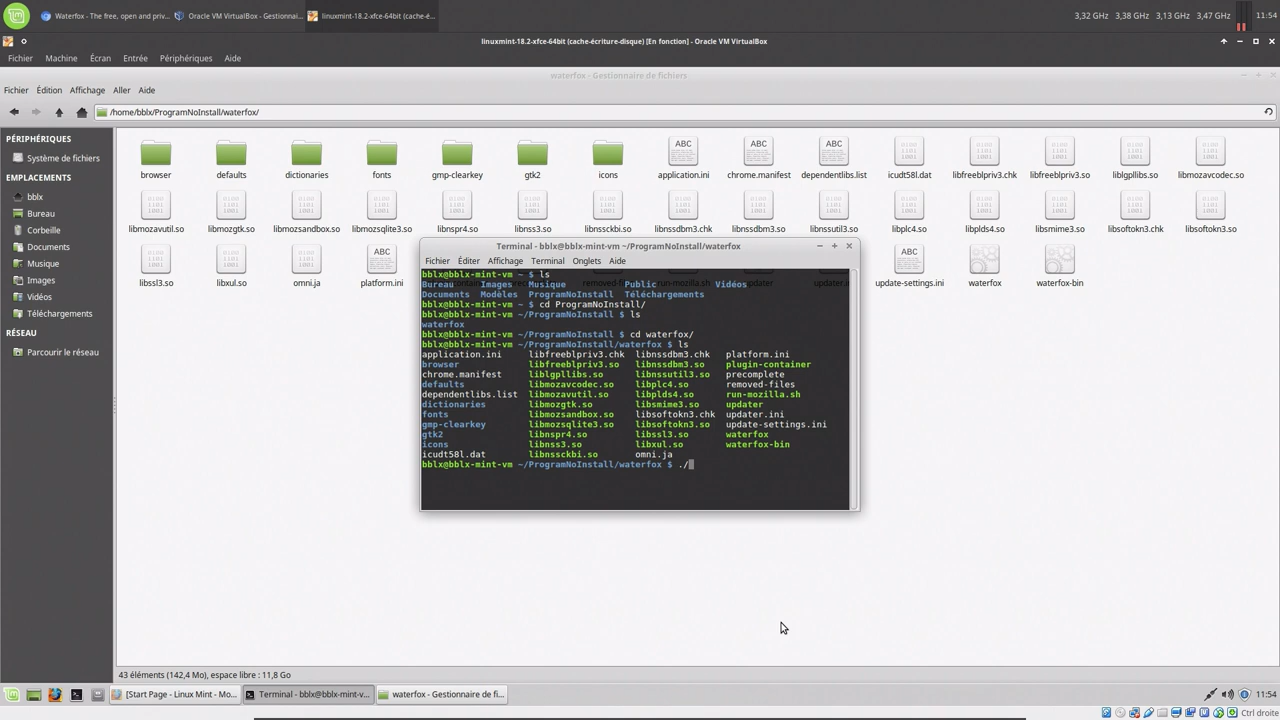 Waterfox - The free, open and priv...
Oracle VM VirtualBox - Gestionnai...
linuxmint-18.2-xfce-64bit (cache-é...
3,32 GHz 3,38 GHz 3,13 GHz 3,47 GHz 11:54
linuxmint-18.2-xfce-64bit (cache-écriture-disque) [En fonction] - Oracle VM VirtualBox
Fichier Machine Écran Entrée Périphériques Aide
waterfox - Gestionnaire de fichiers
Fichier Édition Affichage Aller Aide
/home/bblx/ProgramNoInstall/waterfox/
PÉRIPHÉRIQUES
Système de fichiers
EMPLACEMENTS
bblx
Bureau
Corbeille
Documents
Musique
Images
Vidéos
Téléchargements
RÉSEAU
Parcourir le réseau
browser defaults dictionaries fonts gmp-clearkey gtk2 icons application.ini chrome.manifest dependentlibs.list icudt58l.dat libfreeblpriv3.chk libfreeblpriv3.so liblgpllibs.so libmozavcodec.so
libmozavutil.so libmozgtk.so libmozsandbox.so libmozsqlite3.so libnspr4.so libnss3.so libnssckbi.so libnssdbm3.chk libnssdbm3.so libnssutil3.so libplc4.so libplds4.so libsmime3.so libsoftokn3.chk libsoftokn3.so
libssl3.so libxul.so omni.ja platform.ini run-mozilla.sh updater updater.ini update-settings.ini waterfox waterfox-bin
Terminal - bblx@bblx-mint-vm ~/ProgramNoInstall/waterfox
Fichier Éditer Affichage Terminal Onglets Aide
bblx@bblx-mint-vm ~ $ ls
Bureau Images Musique Public Vidéos
Documents Modèles ProgramNoInstall Téléchargements
bblx@bblx-mint-vm ~ $ cd ProgramNoInstall/
bblx@bblx-mint-vm ~/ProgramNoInstall $ ls
waterfox
bblx@bblx-mint-vm ~/ProgramNoInstall $ cd waterfox/
bblx@bblx-mint-vm ~/ProgramNoInstall/waterfox $ ls
application.ini libfreeblpriv3.chk libnssdbm3.chk platform.ini
browser libfreeblpriv3.so libnssdbm3.so plugin-container
chrome.manifest liblgpllibs.so libnssutil3.so precomplete
defaults libmozavcodec.so libplc4.so removed-files
dependentlibs.list libmozavutil.so libplds4.so run-mozilla.sh
dictionaries libmozgtk.so libsmime3.so updater
fonts libmozsandbox.so libsoftokn3.chk updater.ini
gmp-clearkey libmozsqlite3.so libsoftokn3.so update-settings.ini
gtk2 libnspr4.so libssl3.so waterfox
icons libnss3.so libxul.so waterfox-bin
icudt58l.dat libnssckbi.so omni.ja
bblx@bblx-mint-vm ~/ProgramNoInstall/waterfox $ ./
43 éléments (142,4 Mo), espace libre : 11,8 Go
[Start Page - Linux Mint - Mo... Terminal - bblx@bblx-mint-v... waterfox - Gestionnaire de fi... 11:54
Ctrl droite